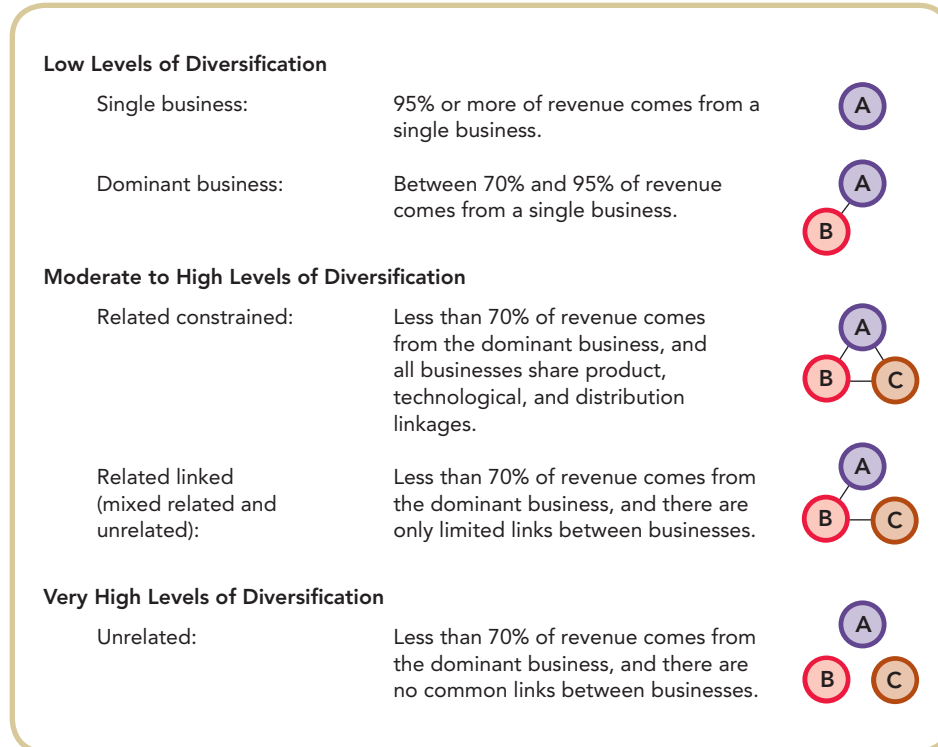 Low Levels of Diversification
Single business: 95% or more of revenue comes from a A
single business.
Dominant business: Between 70% and 95% of revenue A
comes from a single business. B
Moderate to High Levels of Diversification
Related constrained: Less than 70% of revenue comes A
from the dominant business, and
all businesses share product, B C
technological, and distribution
linkages.
Related linked Less than 70% of revenue comes from A
(mixed related and the dominant business, and there are
unrelated): only limited links between businesses. B C
Very High Levels of Diversification
Unrelated: Less than 70% of revenue comes from A
the dominant business, and there are
no common links between businesses. B C